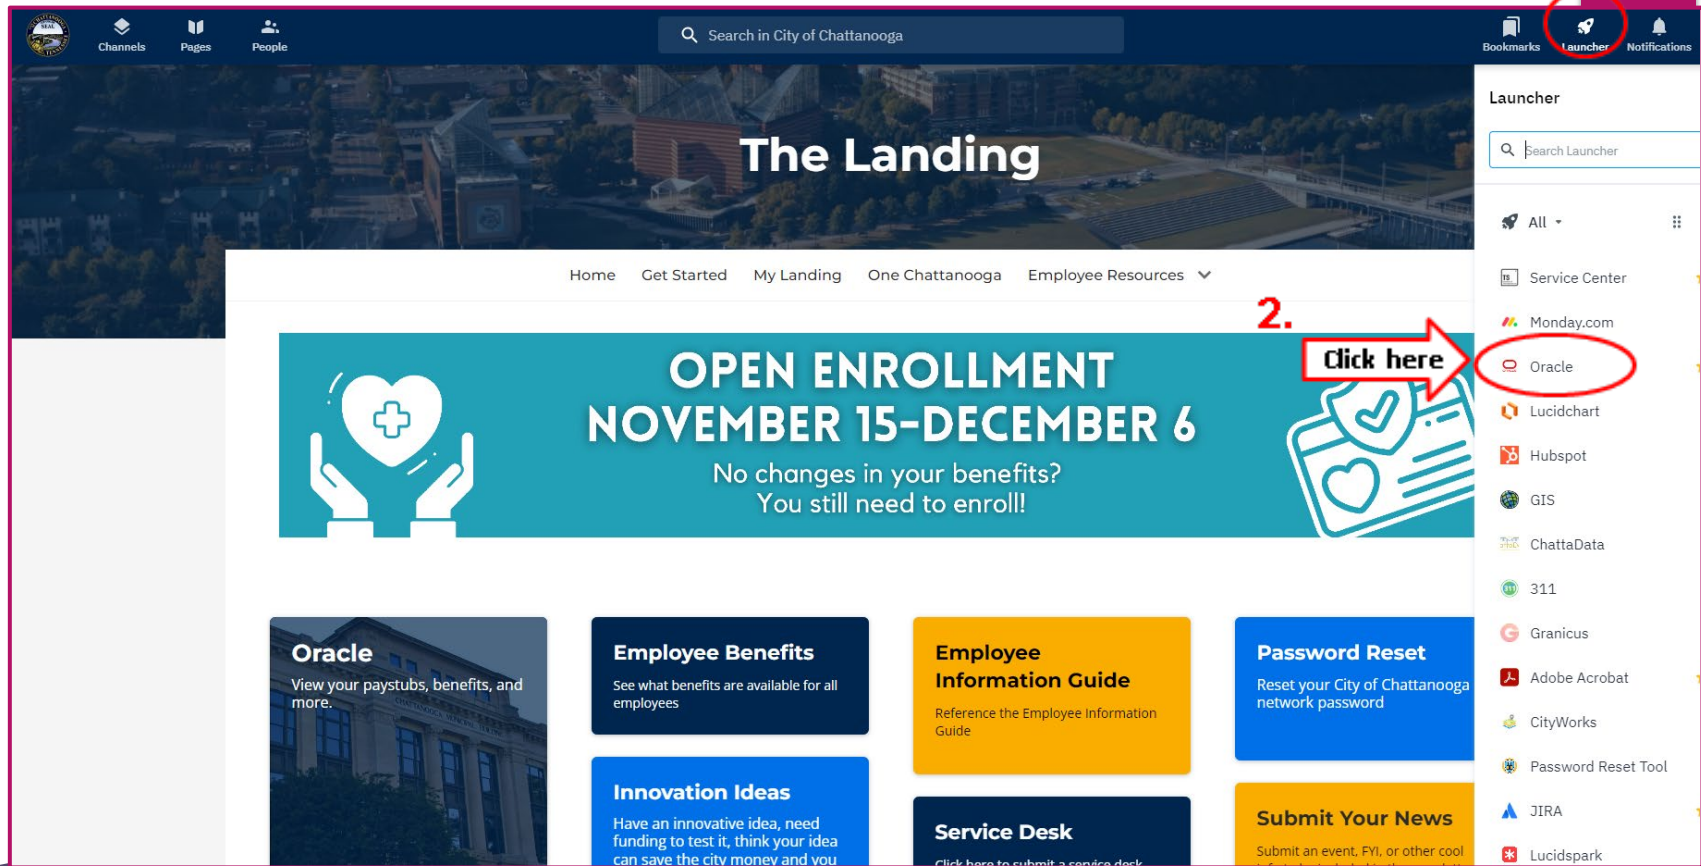 Channels
Pages
People
Search in City of Chattanooga
Bookmarks
Launcher
Notifications
The Landing
Launcher
Search Launcher
All
Home
Get Started
My Landing
One Chattanooga
Employee Resources
OPEN ENROLLMENT
NOVEMBER 15-DECEMBER 6
No changes in your benefits?
You still need to enroll!
2.
Click here
Service Center
Monday.com
Oracle
Lucidchart
Hubspot
GIS
ChattaData
311
Granicus
Adobe Acrobat
CityWorks
Password Reset Tool
JIRA
Lucidspark
Oracle
View your paystubs, benefits, and
more.
Employee Benefits
See what benefits are available for all
employees
Innovation Ideas
Have an innovative idea, need
funding to test it, think your idea
can save the city money and you
Employee
Information Guide
Reference the Employee Information
Guide
Service Desk
Click here to submit a service desk
Password Reset
Reset your City of Chattanooga
network password
Submit Your News
Submit an event, FYI, or other cool